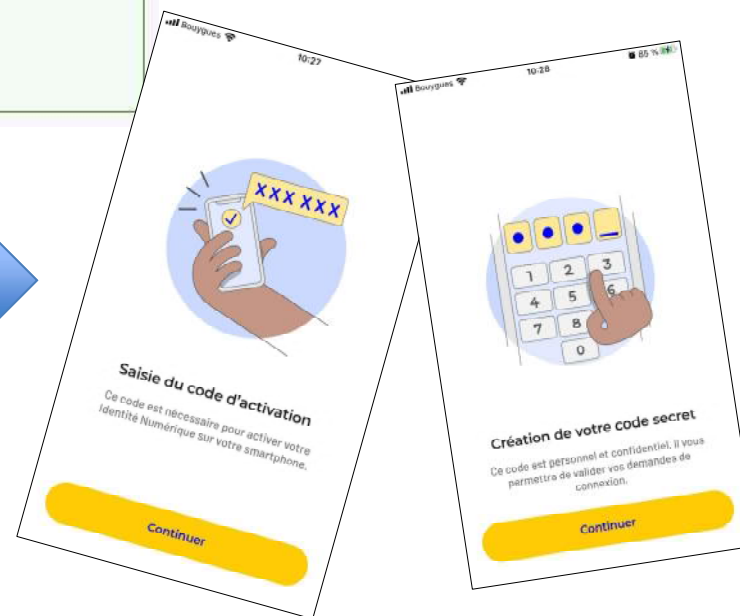 Bouygues
10:27
XXX XXX
Saisie du code d'activation
Ce code est nécessaire pour activer votre
Identité Numérique sur votre smartphone.
Continuer
Bouygues
10:28
85 %
1 2 3
4 5 6
7 8
0
Création de votre code secret
Ce code est personnel et confidentiel, il vous
permettra de valider vos demandes de
connexion.
Continuer